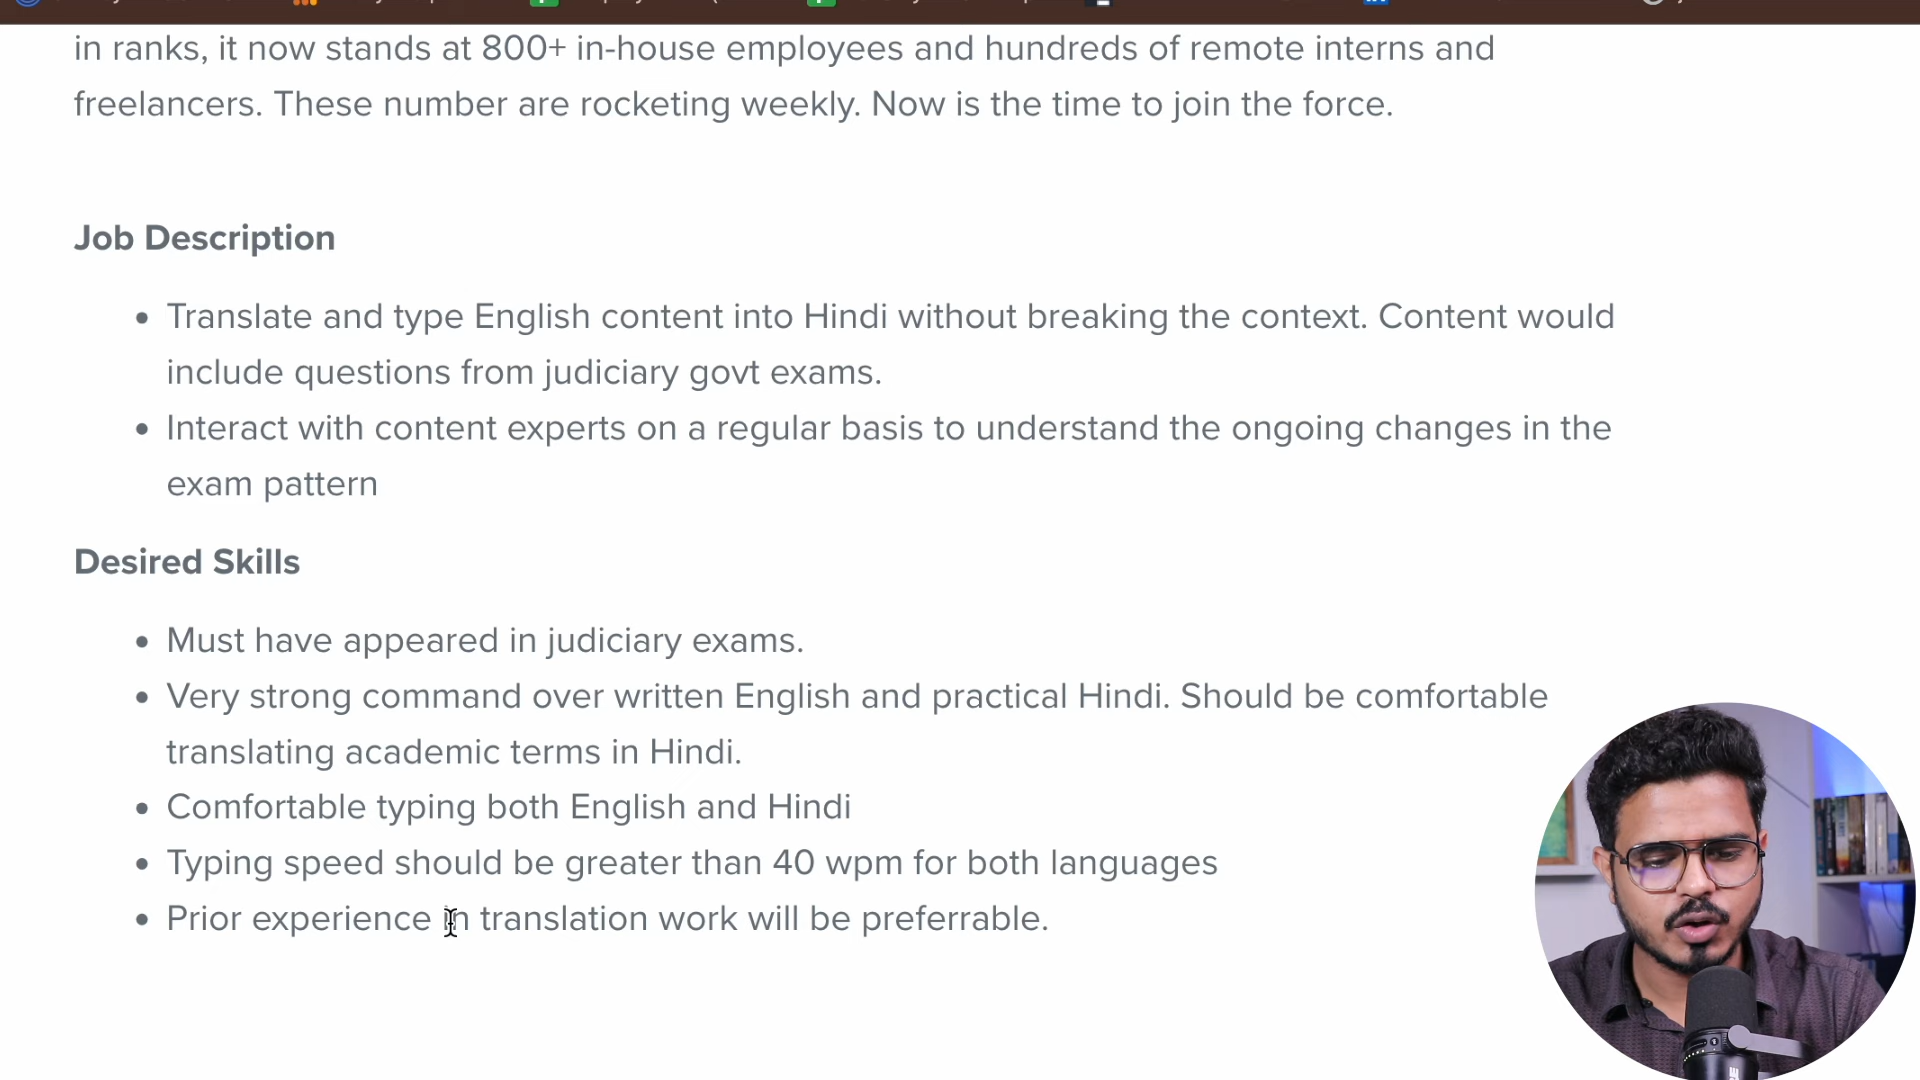 in ranks, it now stands at 800+ in-house employees and hundreds of remote interns and
freelancers. These number are rocketing weekly. Now is the time to join the force.
Job Description
• Translate and type English content into Hindi without breaking the context. Content would
include questions from judiciary govt exams.
• Interact with content experts on a regular basis to understand the ongoing changes in the
exam pattern
Desired Skills
• Must have appeared in judiciary exams.
• Very strong command over written English and practical Hindi. Should be comfortable
translating academic terms in Hindi.
• Comfortable typing both English and Hindi
• Typing speed should be greater than 40 wpm for both languages
• Prior experience in translation work will be preferrable.